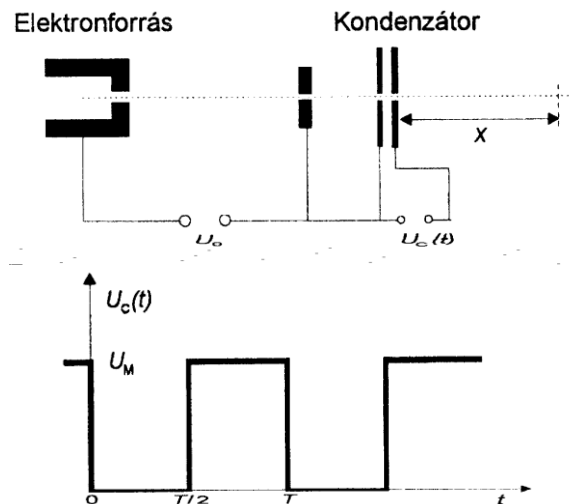 Elektronforrás Kondenzátor
x
U₀ U_c(t)
U_C(t)
U_M
0 T/2 T t